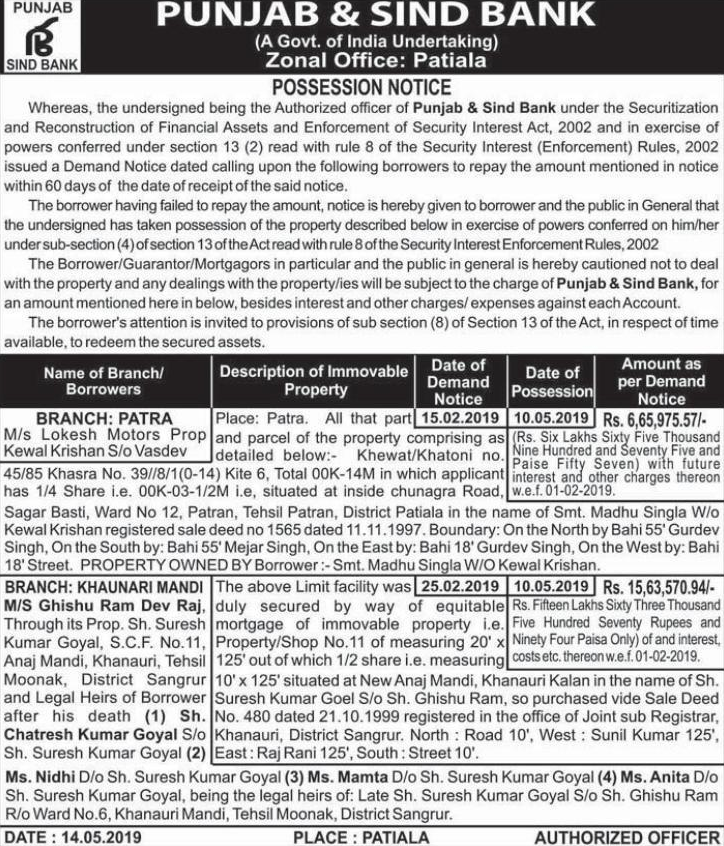 PUNJAB
SIND BANK
PUNJAB & SIND BANK
(A Govt. of India Undertaking)
Zonal Office: Patiala
POSSESSION NOTICE
Whereas, the undersigned being the Authorized officer of Punjab & Sind Bank under the Securitization
and Reconstruction of Financial Assets and Enforcement of Security Interest Act, 2002 and in exercise of
powers conferred under section 13 (2) read with rule 8 of the Security Interest (Enforcement) Rules, 2002
issued a Demand Notice dated calling upon the following borrowers to repay the amount mentioned in notice
within 60 days of the date of receipt of the said notice.
The borrower having failed to repay the amount, notice is hereby given to borrower and the public in General that
the undersigned has taken possession of the property described below in exercise of powers conferred on him/her
under sub-section (4) of section 13 of the Act read with rule 8 of the Security Interest Enforcement Rules, 2002
The Borrower/Guarantor/Mortgagors in particular and the public in general is hereby cautioned not to deal
with the property and any dealings with the property/ies will be subject to the charge of Punjab & Sind Bank, for
an amount mentioned here in below, besides interest and other charges/ expenses against each Account.
The borrower's attention is invited to provisions of sub section (8) of Section 13 of the Act, in respect of time
available, to redeem the secured assets.
Name of Branch/
Borrowers
Description of Immovable
Property
Date of
Demand
Notice
Date of
Possession
Amount as
per Demand
Notice
BRANCH: PATRA
M/s Lokesh Motors Prop
Kewal Krishan S/o Vasdev
Place: Patra. All that part
and parcel of the property comprising as
detailed below:- Khewat/Khatoni no.
15.02.2019
10.05.2019
Rs. 6,65,975.57/-
(Rs. Six Lakhs Sixty Five Thousand
Nine Hundred and Seventy Five and
Paise Fifty Seven) with future
interest and other charges thereon
w.e.f. 01-02-2019.
45/85 Khasra No. 39//8/1(0-14) Kite 6, Total 00K-14M in which applicant
has 1/4 Share i.e. 00K-03-1/2M i.e, situated at inside chunagra Road,
Sagar Basti, Ward No 12, Patran, Tehsil Patran, District Patiala in the name of Smt. Madhu Singla W/o
Kewal Krishan registered sale deed no 1565 dated 11.11.1997. Boundary: On the North by Bahi 55' Gurdev
Singh, On the South by: Bahi 55' Mejar Singh, On the East by: Bahi 18' Gurdev Singh, On the West by: Bahi
18' Street. PROPERTY OWNED BY Borrower :- Smt. Madhu Singla W/O Kewal Krishan.
BRANCH: KHAUNARI MANDI
M/S Ghishu Ram Dev Raj,
Through its Prop. Sh. Suresh
Kumar Goyal, S.C.F. No.11,
Anaj Mandi, Khanauri, Tehsil
Moonak, District Sangrur
and Legal Heirs of Borrower
after his death (1) Sh.
Chatresh Kumar Goyal S/o
Sh. Suresh Kumar Goyal (2)
The above Limit facility was
duly secured by way of equitable
mortgage of immovable property i.e.
Property/Shop No.11 of measuring 20' x
125' out of which 1/2 share i.e. measuring
25.02.2019
10.05.2019
Rs. 15,63,570.94/-
Rs. Fifteen Lakhs Sixty Three Thousand
Five Hundred Seventy Rupees and
Ninety Four Paisa Only) of and interest,
costs etc. thereon w.e.f. 01-02-2019.
10' x 125' situated at New Anaj Mandi, Khanauri Kalan in the name of Sh.
Suresh Kumar Goel S/o Sh. Ghishu Ram, so purchased vide Sale Deed
No. 480 dated 21.10.1999 registered in the office of Joint sub Registrar,
Khanauri, District Sangrur. North : Road 10', West : Sunil Kumar 125',
East : Raj Rani 125', South : Street 10'.
Ms. Nidhi D/o Sh. Suresh Kumar Goyal (3) Ms. Mamta D/o Sh. Suresh Kumar Goyal (4) Ms. Anita D/o
Sh. Suresh Kumar Goyal, being the legal heirs of: Late Sh. Suresh Kumar Goyal S/o Sh. Ghishu Ram
R/o Ward No.6, Khanauri Mandi, Tehsil Moonak, District Sangrur.
DATE : 14.05.2019 PLACE : PATIALA AUTHORIZED OFFICER